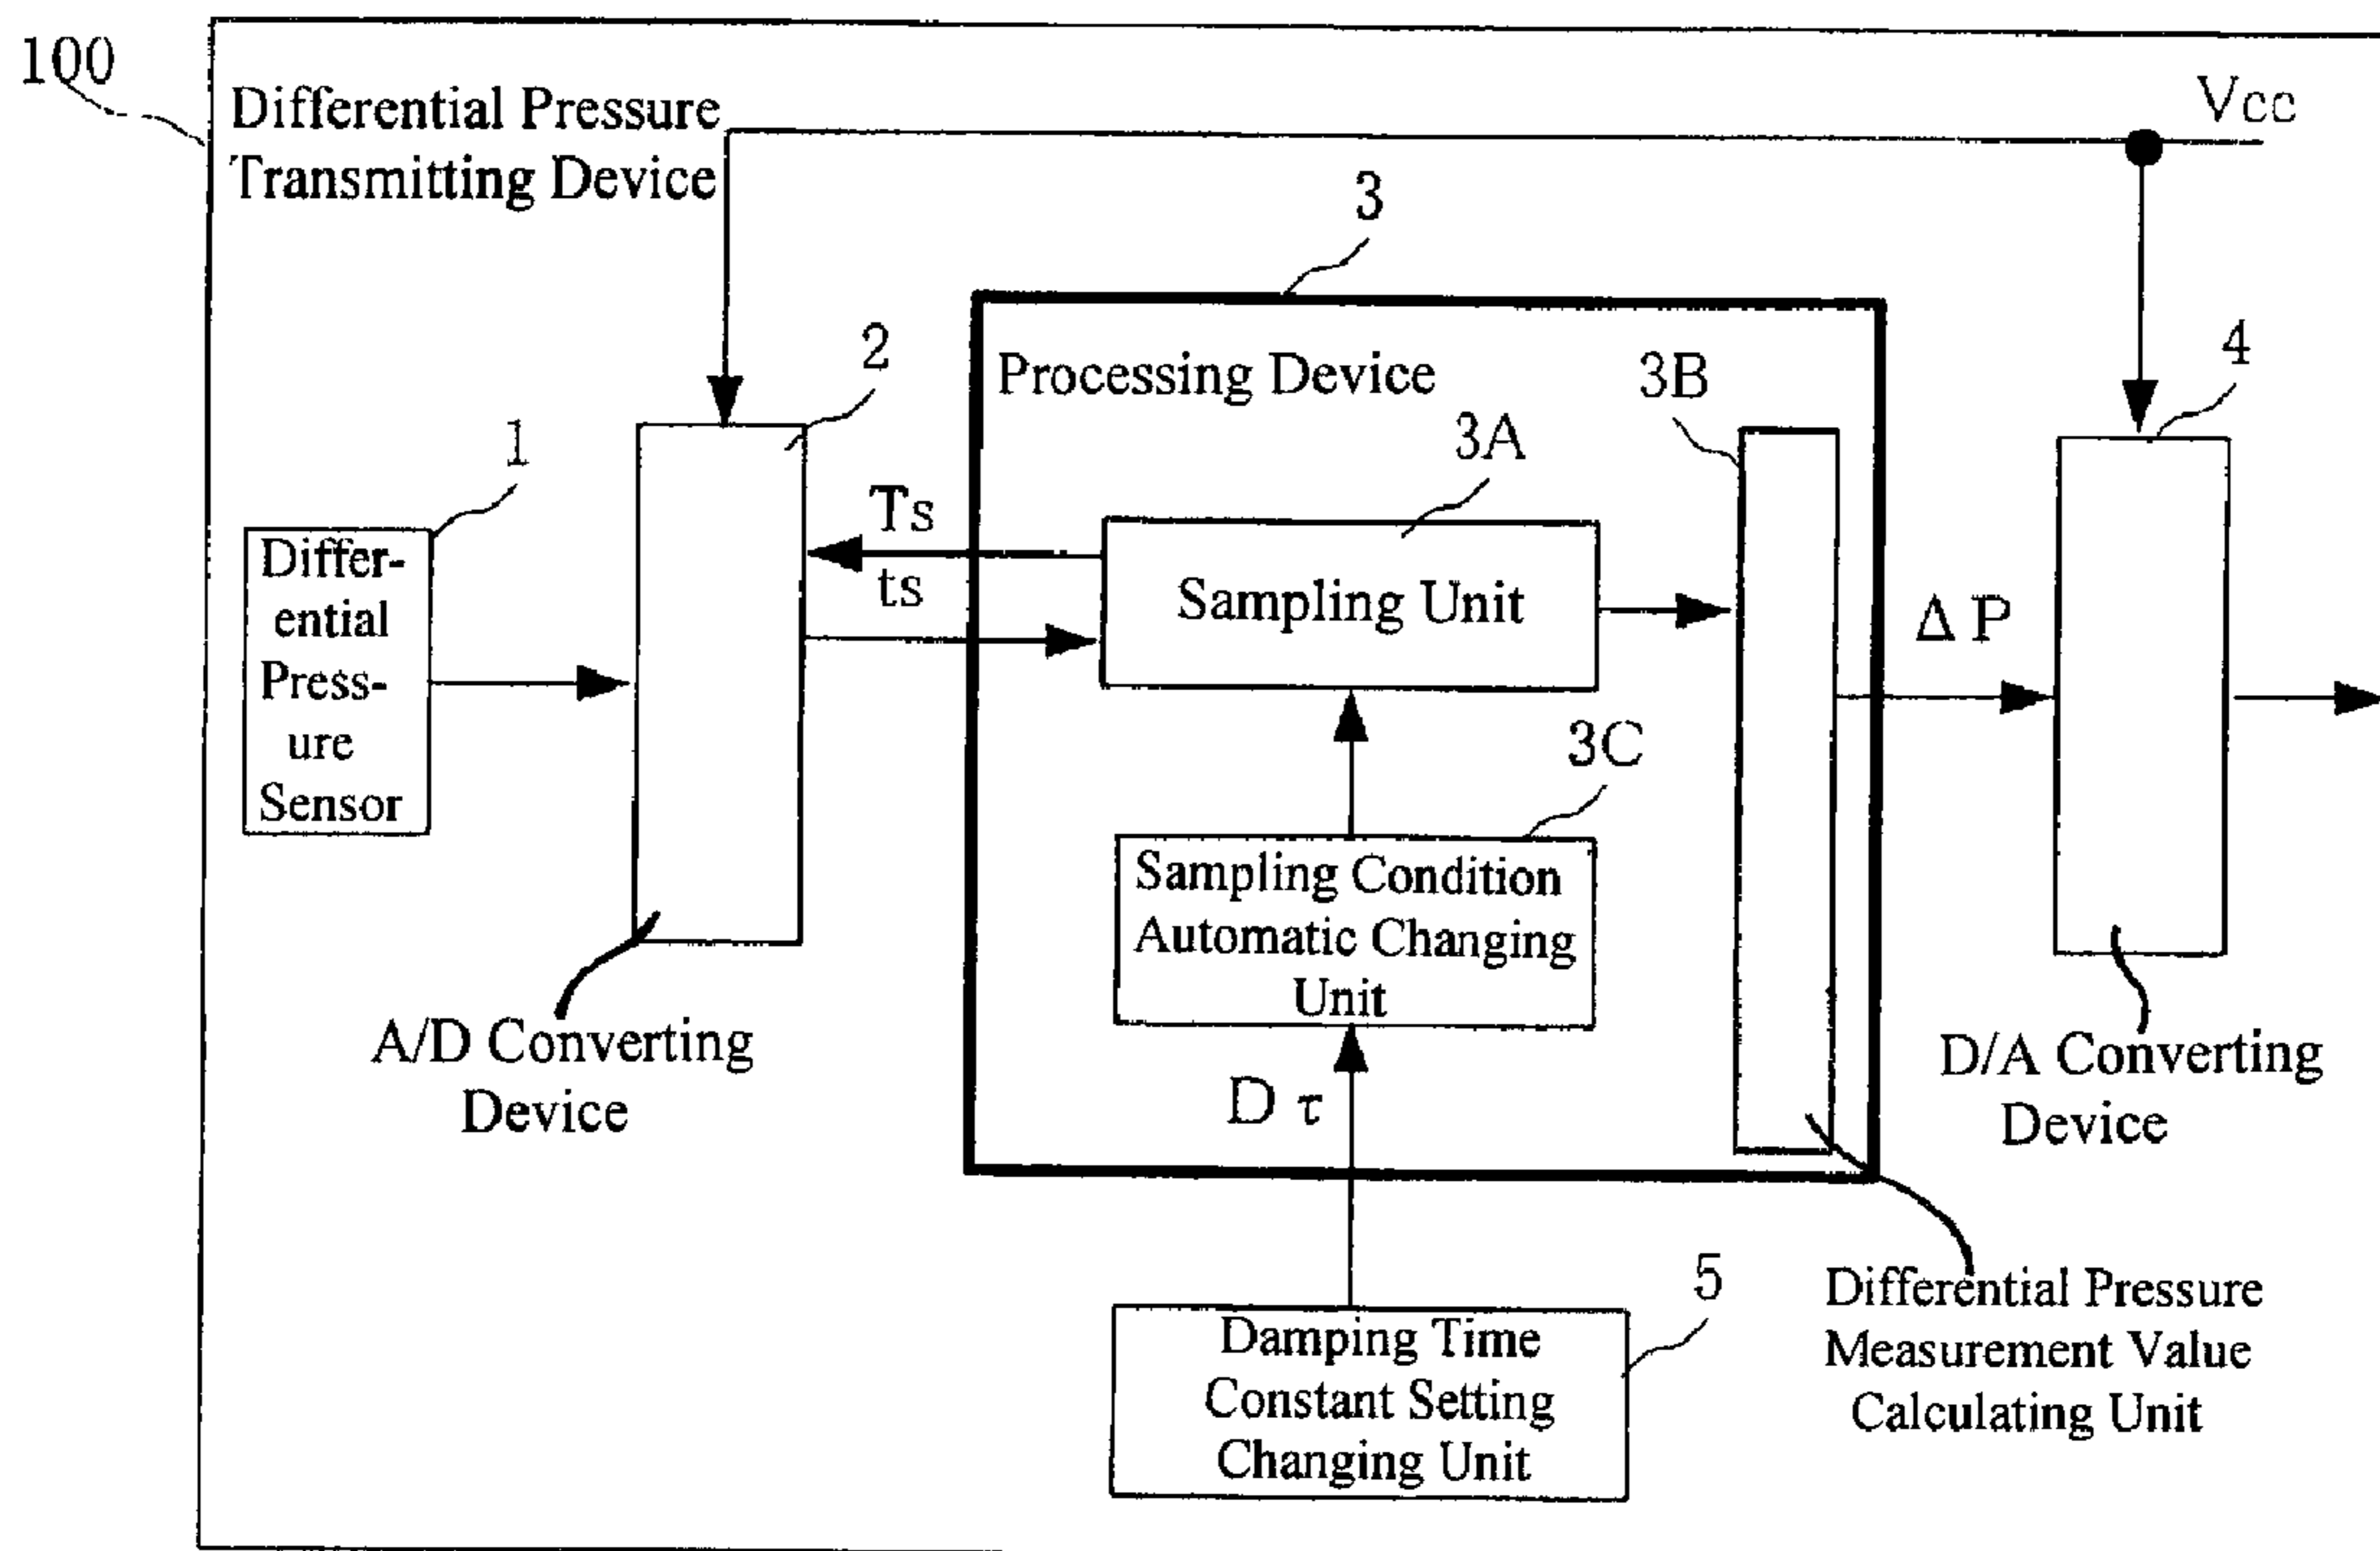 100
Differential Pressure
Transmitting Device
Vcc
3
2
Processing Device
3B
4
1
3A
Ts
ts
Differ-
ential
Press-
ure
Sensor
Sampling Unit
Δ P
3C
Sampling Condition
Automatic Changing
Unit
A/D Converting
Device
D τ
D/A Converting
Device
5
Damping Time
Constant Setting
Changing Unit
Differential Pressure
Measurement Value
Calculating Unit